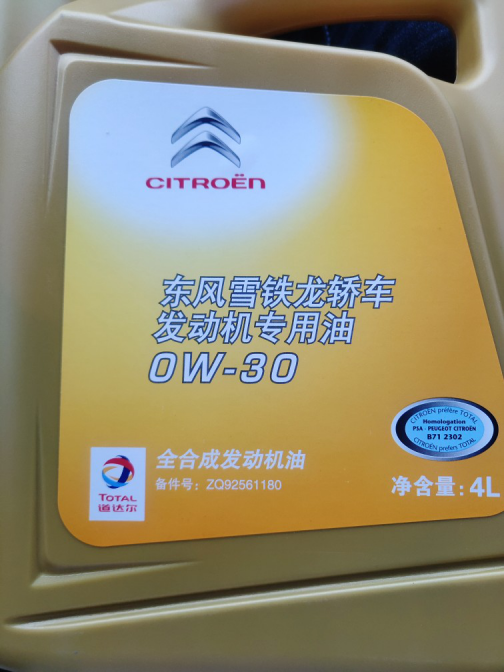 CITROËN
东风雪铁龙轿车
发动机专用油
0W-30
CITROËN préfère TOTAL
Homologation
PSA - PEUGEOT CITROËN
B71 2302
CITROËN prefers TOTAL
全合成发动机油
备件号：ZQ92561180
净含量：4L
TOTAL
道达尔